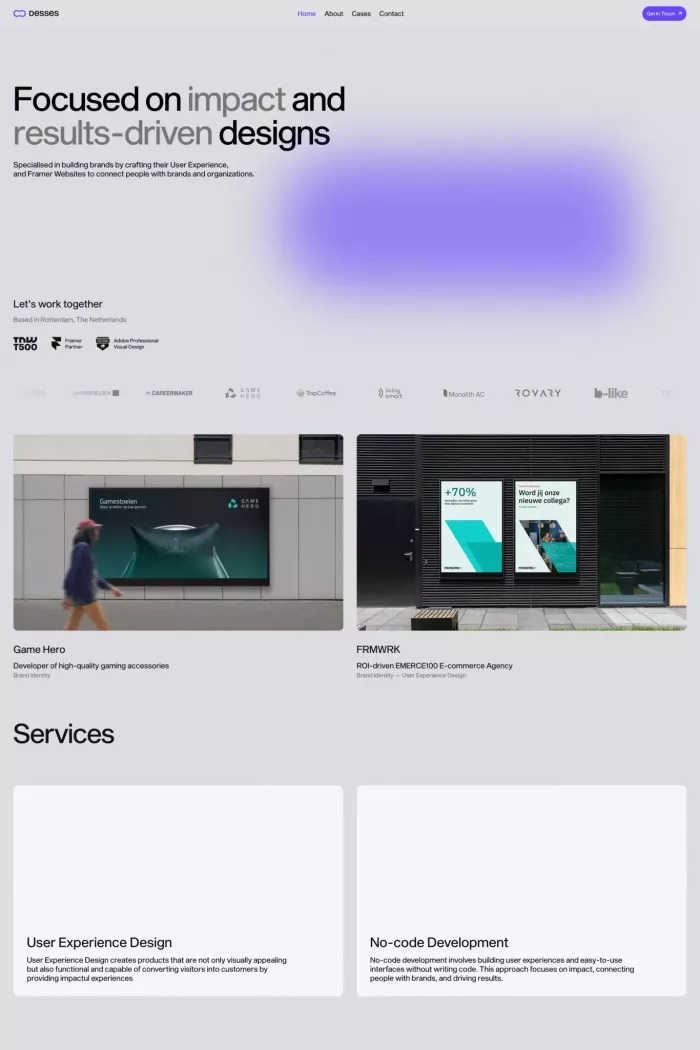 DESSES
Home
About
Cases
Contact
Get in Touch
Focused on impact and
results-driven designs
Specialised in building brands by crafting their User Experience,
and Framer Websites to connect people with brands and organizations.
Let's work together
Based in Rotterdam, The Netherlands
TNW
T500
Framer
Partner
Adobe Professional
Visual Design
CAREERMAKER
GAME
HERO
TopCoffee
living
smart
Monolith AC
ROVARY
b-like
Gamestoelen
GAME
HERO
+70%
Word jij onze
nieuwe collega?
FRMWRK
FRMWRK
Game Hero
Developer of high-quality gaming accessories
Brand Identity
FRMWRK
ROI-driven EMERCE100 E-commerce Agency
Brand Identity — User Experience Design
Services
User Experience Design
User Experience Design creates products that are not only visually appealing
but also functional and capable of converting visitors into customers by
providing impactful experiences
No-code Development
No-code development involves building user experiences and easy-to-use
interfaces without writing code. This approach focuses on impact, connecting
people with brands, and driving results.